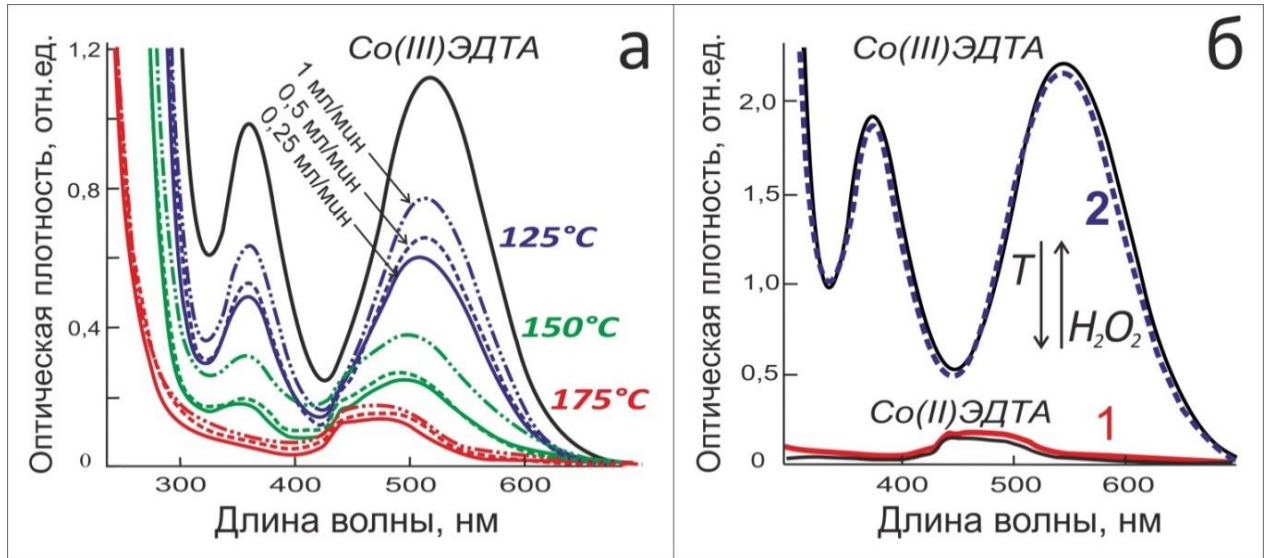 Оптическая плотность, отн.ед.
1,2
0,8
0,4
0
Co(III)ЭДТА
а
1 мл/мин
0,5 мл/мин
0,25 мл/мин
125°C
150°C
175°C
300 400 500 600
Длина волны, нм
Оптическая плотность, отн.ед.
2,0
1,5
1,0
0,5
0
Co(III)ЭДТА
б
2
T
H₂O₂
Co(II)ЭДТА
1
400 500 600
Длина волны, нм